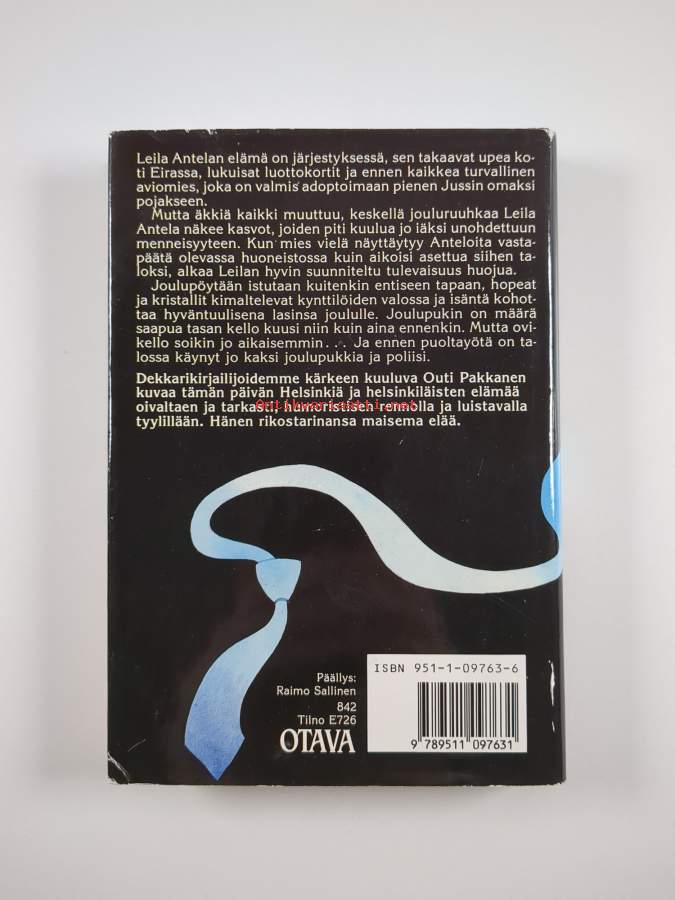 Leila Antelan elämä on järjestyksessä, sen takaavat upea ko-
ti Eirassa, lukuisat luottokortit ja ennen kaikkea turvallinen
aviomies, joka on valmis adoptoimaan pienen Jussin omaksi
pojakseen.
Mutta äkkiä kaikki muuttuu, keskellä jouluruuhkaa Leila
Antela näkee kasvot, joiden piti kuulua jo iäksi unohdettuun
menneisyyteen. Kun mies vielä näyttäytyy Anteloita vasta-
päätä olevassa huoneistossa kuin aikoisi asettua siihen ta-
loksi, alkaa Leilan hyvin suunniteltu tulevaisuus huojua.
Joulupöytään istutaan kuitenkin entiseen tapaan, hopeat
ja kristallit kimaltelevat kynttilöiden valossa ja isäntä kohot-
taa hyväntuulisena lasinsa joululle. Joulupukin on määrä
saapua tasan kello kuusi niin kuin aina ennenkin. Mutta ovi-
kello soikin jo aikaisemmin... Ja ennen puoltayötä on ta-
lossa käynyt jo kaksi joulupukkia ja poliisi.
Dekkarikirjailijoidemme kärkeen kuuluva Outi Pakkanen
kuvaa tämän päivän Helsinkiä ja helsinkiläisten elämää
oivaltaen ja tarkasti, humoristisen rennolla ja luistavalla
Antikvariaatti.net
tyylillään. Hänen rikostarinansa maisema elää.
ISBN 951-1-09763-6
Päällys:
Raimo Sallinen
842
Tilno E726
OTAVA
9 789511 097631